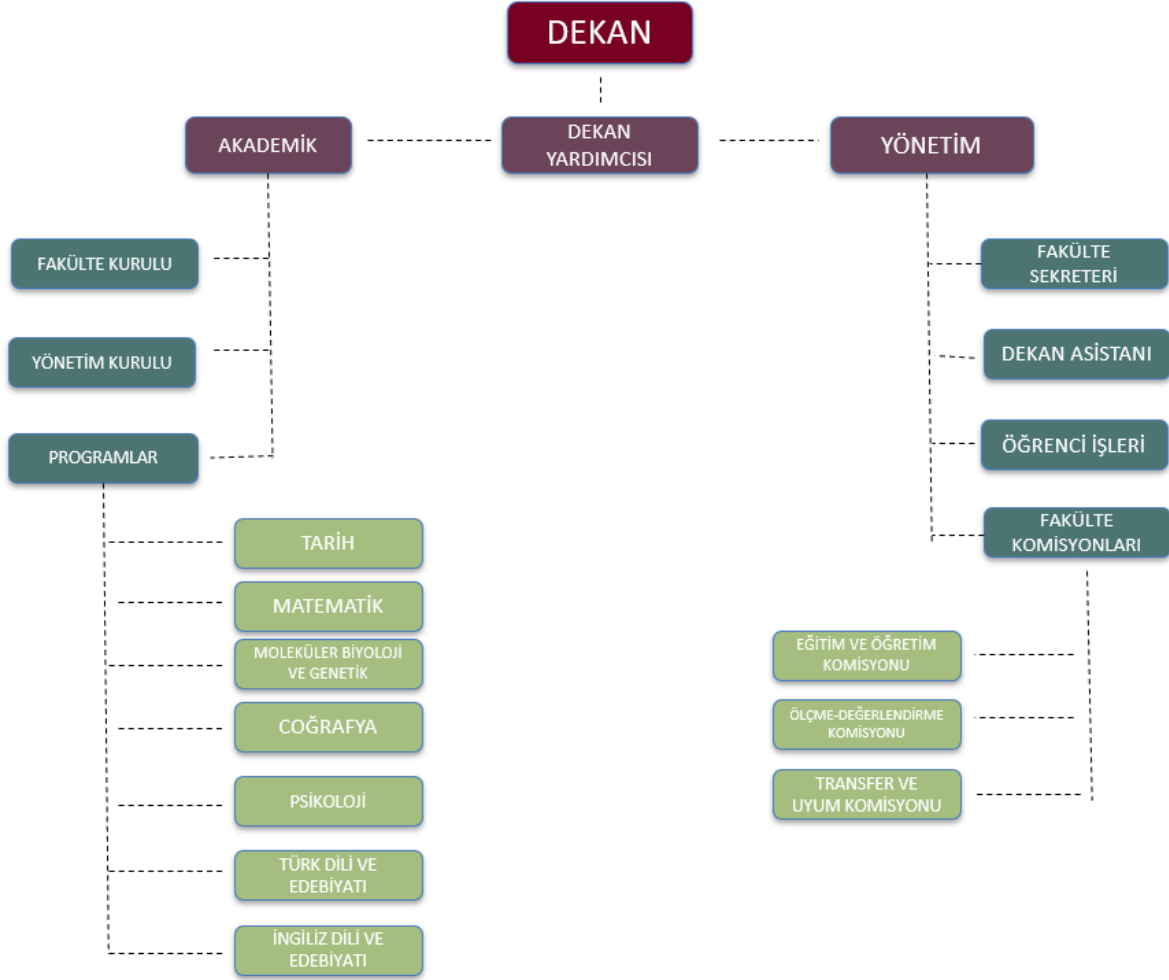 DEKAN
AKADEMİK
DEKAN
YARDIMCISI
YÖNETİM
FAKÜLTE KURULU
YÖNETİM KURULU
PROGRAMLAR
TARİH
MATEMATİK
MOLEKÜLER BİYOLOJİ
VE GENETİK
COĞRAFYA
PSİKOLOJİ
TÜRK DİLİ VE
EDEBİYATI
İNGİLİZ DİLİ VE
EDEBİYATI
FAKÜLTE
SEKRETERİ
DEKAN ASİSTANI
ÖĞRENCİ İŞLERİ
FAKÜLTE
KOMİSYONLARI
EĞİTİM VE ÖĞRETİM
KOMİSYONU
ÖLÇME-DEĞERLENDİRME
KOMİSYONU
TRANSFER VE
UYUM KOMİSYONU